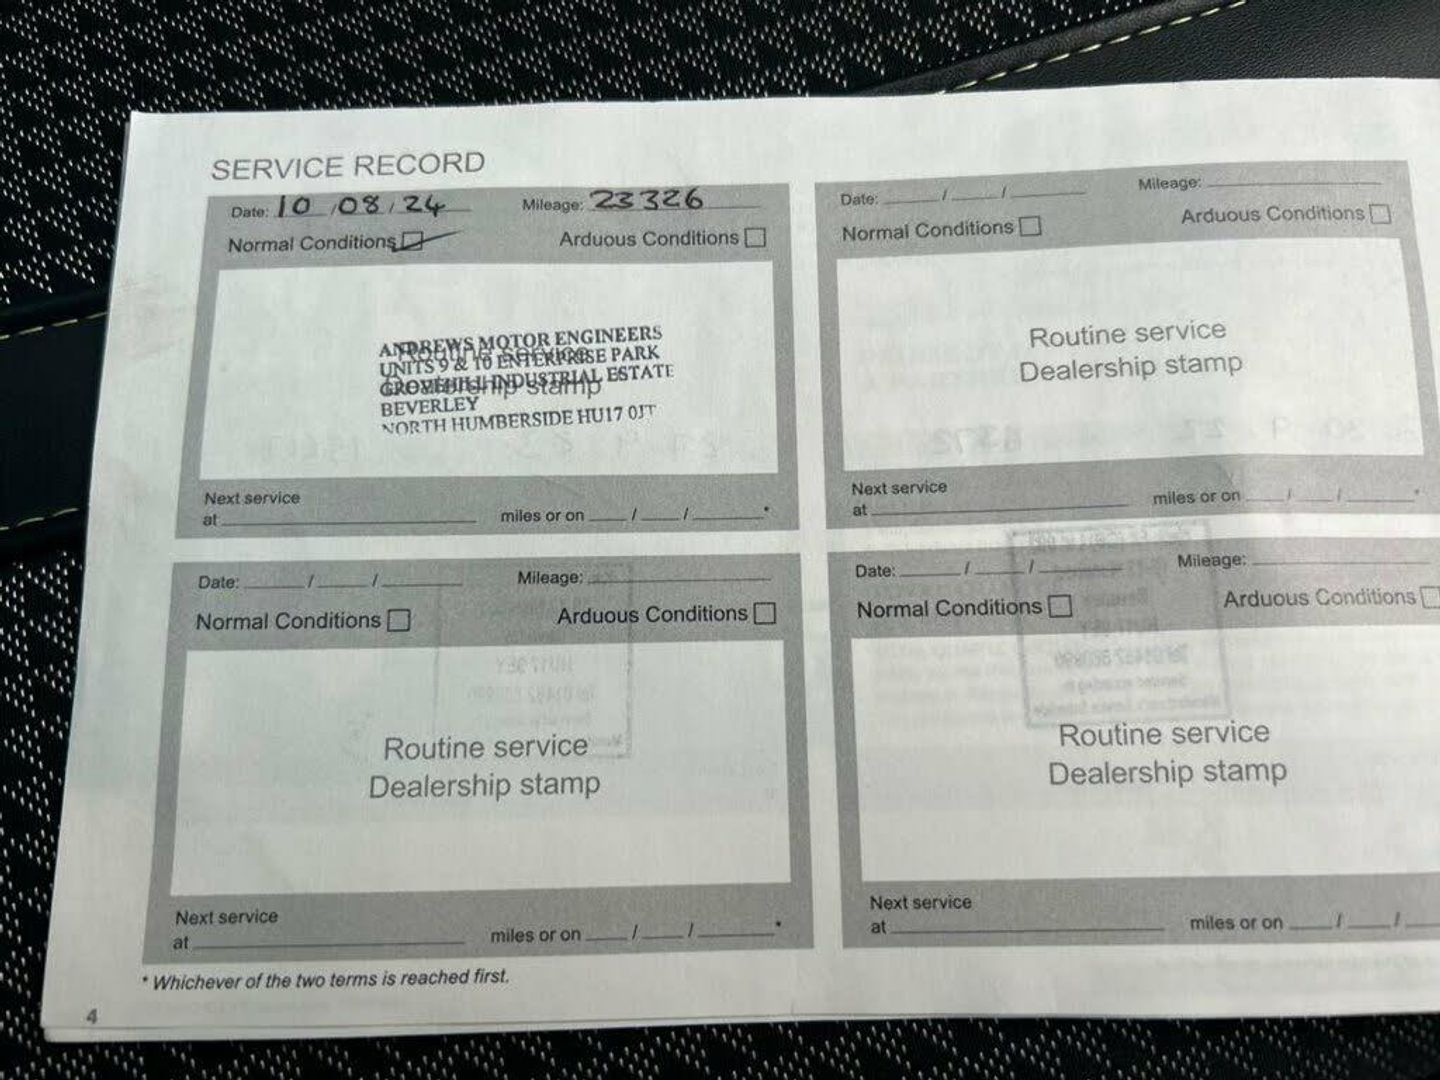 SERVICE RECORD
Date: 10 / 08 / 24 Mileage: 23326
Normal Conditions Arduous Conditions
ANDREWS MOTOR ENGINEERS
Routine service
UNITS 9 & 10 ENTERPRISE PARK
Dealership stamp
GROVEHILL INDUSTRIAL ESTATE
BEVERLEY
NORTH HUMBERSIDE HU17 0JT
Next service
at miles or on / / *
Date: / / Mileage:
Normal Conditions Arduous Conditions
Routine service
Dealership stamp
Next service
at miles or on / / *
Date: / / Mileage:
Normal Conditions Arduous Conditions
Routine service
Dealership stamp
Next service
at miles or on / / *
Date: / / Mileage:
Normal Conditions Arduous Conditions
Routine service
Dealership stamp
Next service
at miles or on / /
* Whichever of the two terms is reached first.
4